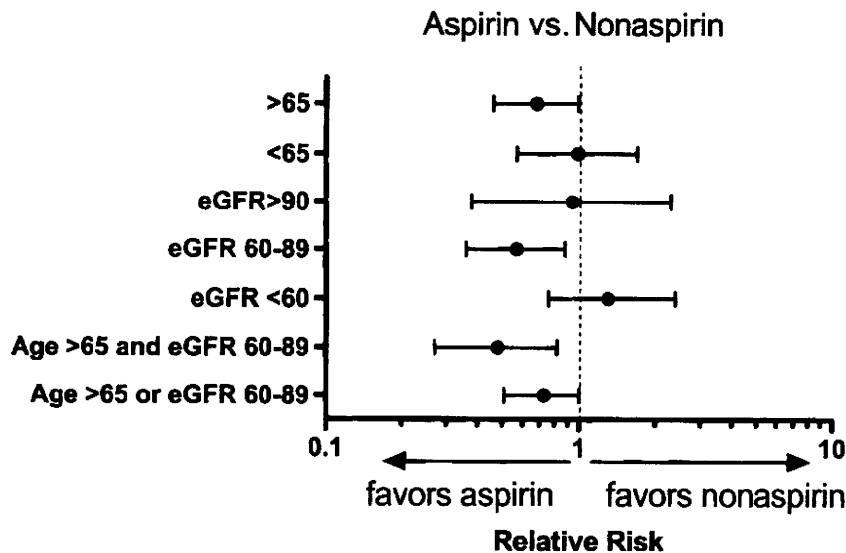 Aspirin vs. Nonaspirin
>65
<65
eGFR>90
eGFR 60-89
eGFR <60
Age >65 and eGFR 60-89
Age >65 or eGFR 60-89
0.1 1 10
favors aspirin favors nonaspirin
Relative Risk